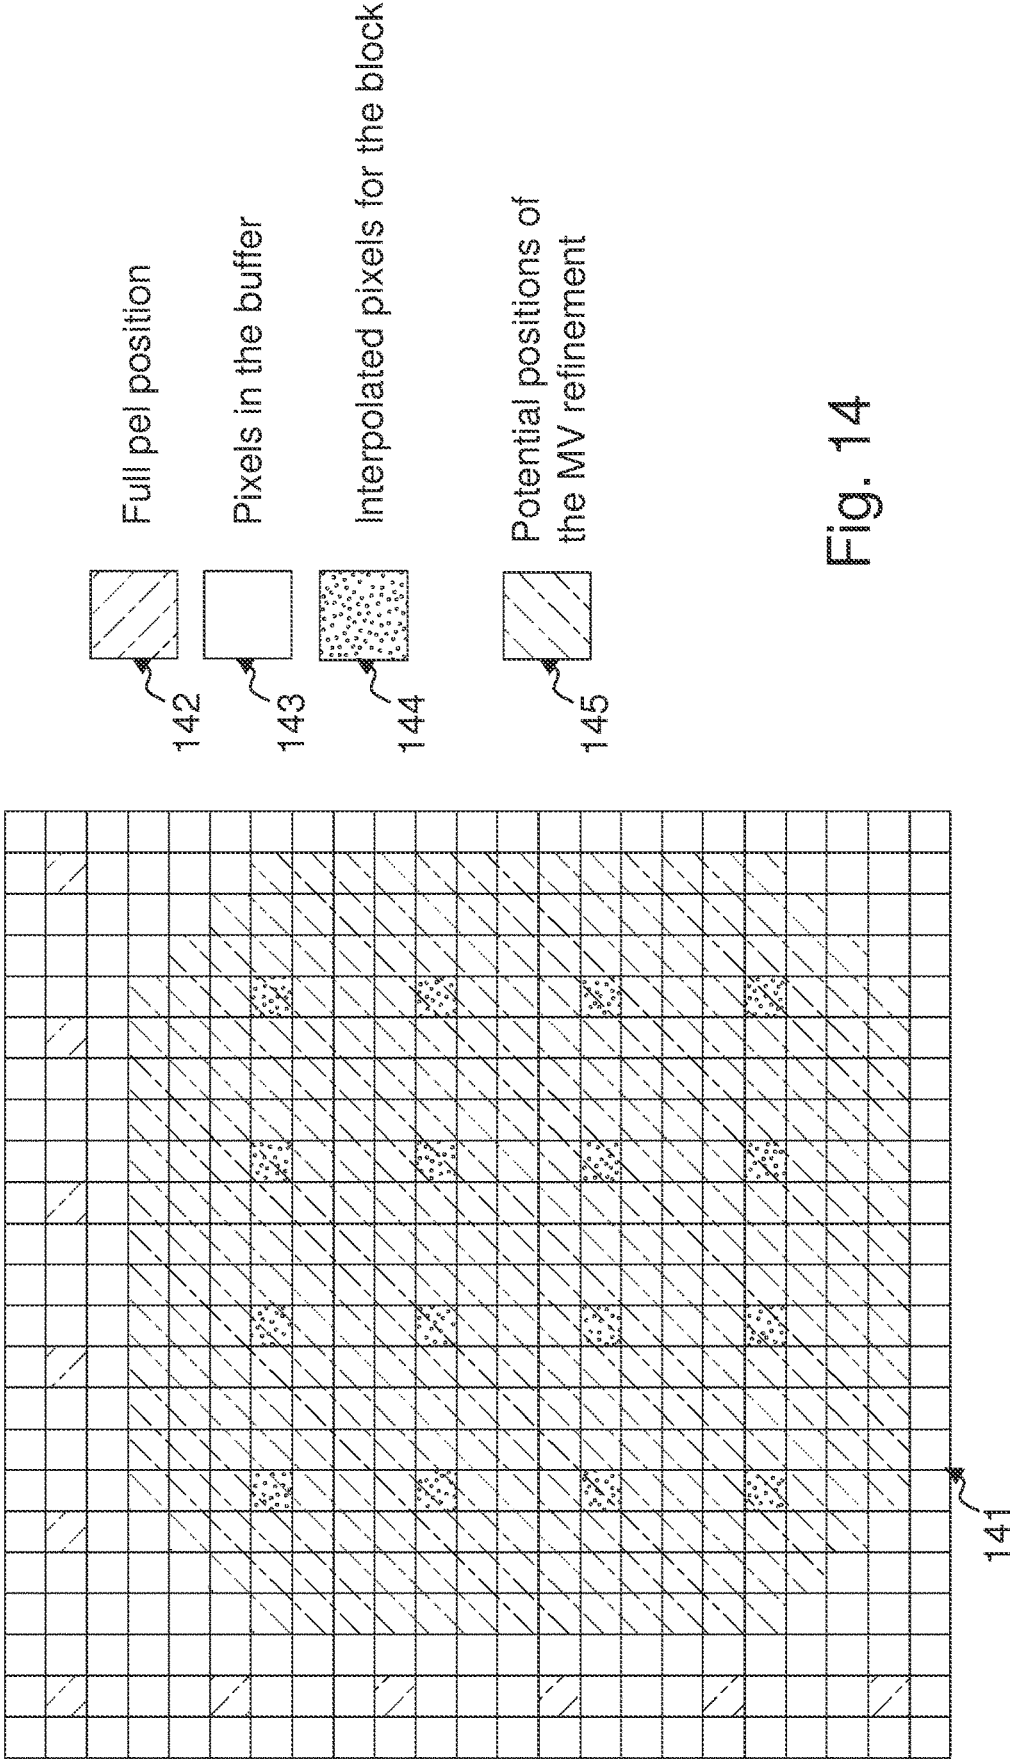 141
142
Full pel position
143
Pixels in the buffer
144
Interpolated pixels for the block
145
Potential positions of
the MV refinement
Fig. 14